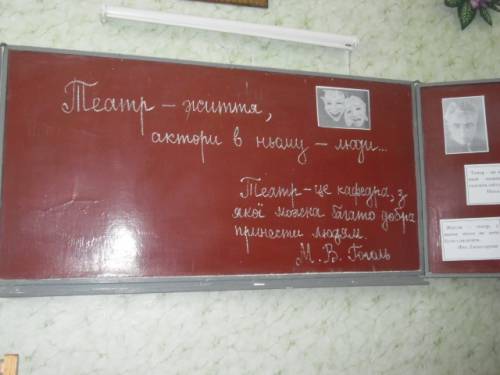 Театр – життя,
актори в ньому – люди...
Театр – це кафедра, з
якої можна багато добра
принести людям.
М. В. Гоголь